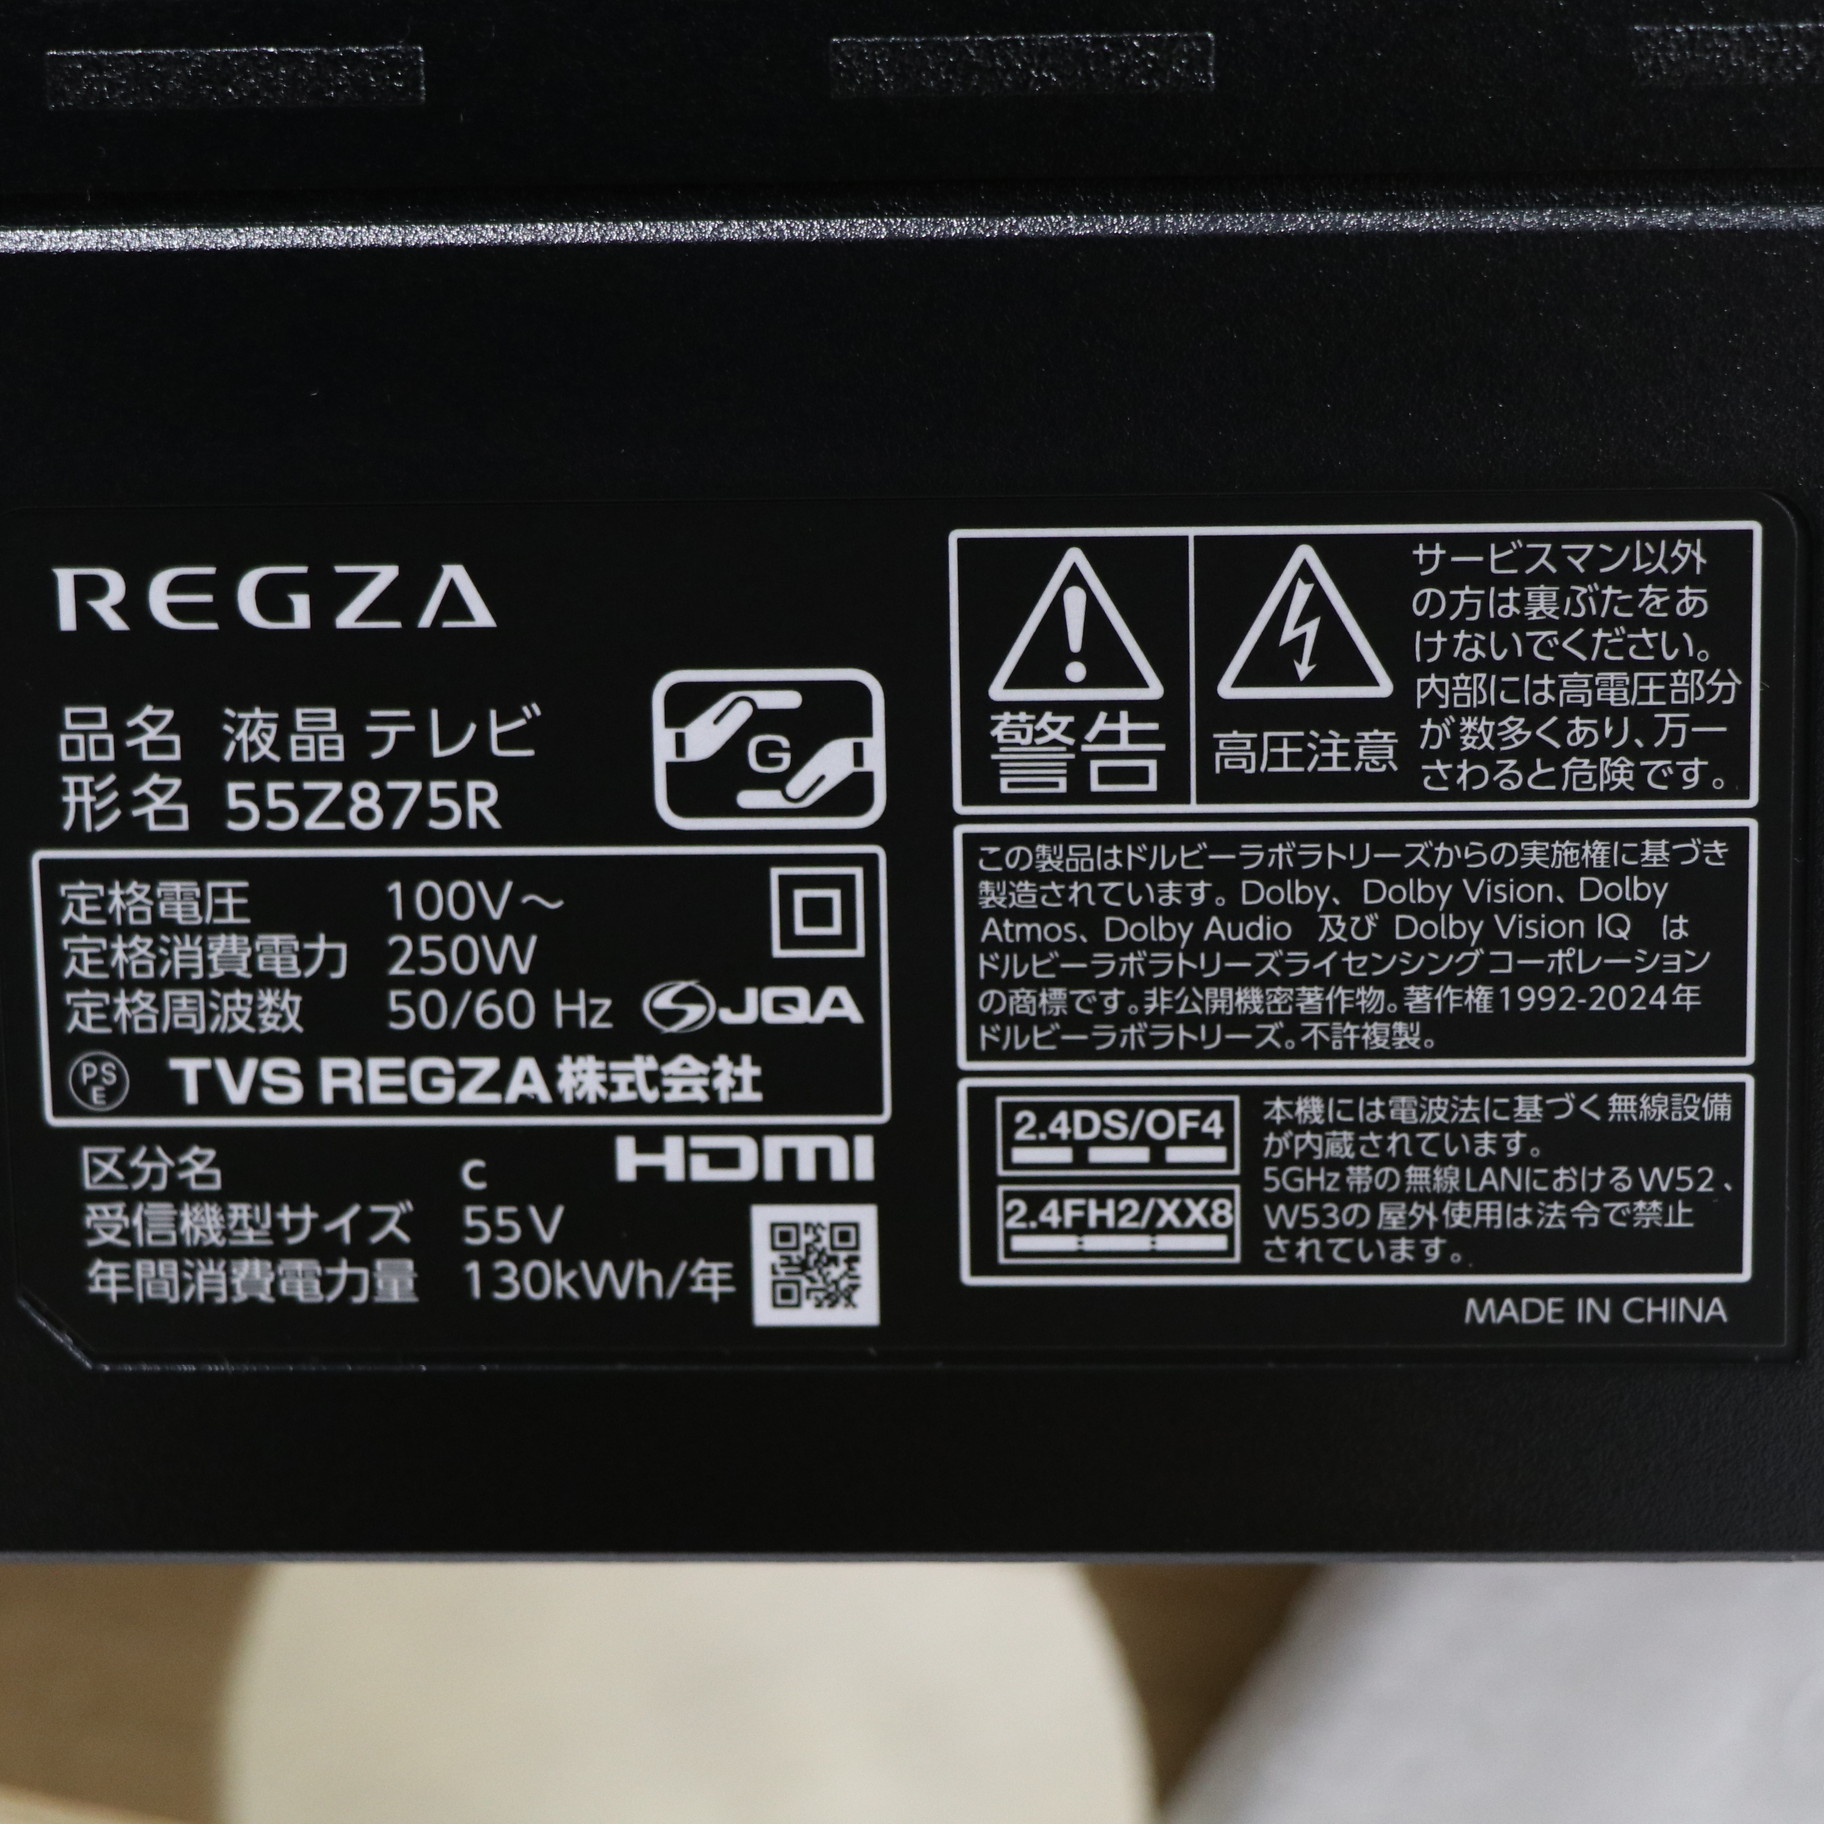 REGZA
品名 液晶テレビ
形名 55Z875R
G
定格電圧 100V～
定格消費電力 250W
定格周波数 50/60 Hz
JQA
PS
E
TVS REGZA株式会社
区分名 c
HDMI
受信機型サイズ 55V
年間消費電力量 130kWh/年
警告
高圧注意
サービスマン以外
の方は裏ぶたをあ
けないでください。
内部には高電圧部分
が数多くあり、万一
さわると危険です。
この製品はドルビーラボラトリーズからの実施権に基づき
製造されています。Dolby、Dolby Vision、Dolby
Atmos、Dolby Audio 及び Dolby Vision IQ は
ドルビーラボラトリーズライセンシングコーポレーション
の商標です。非公開機密著作物。著作権1992-2024年
ドルビーラボラトリーズ。不許複製。
2.4DS/OF4
2.4FH2/XX8
本機には電波法に基づく無線設備
が内蔵されています。
5GHz帯の無線LANにおけるW52、
W53の屋外使用は法令で禁止
されています。
MADE IN CHINA